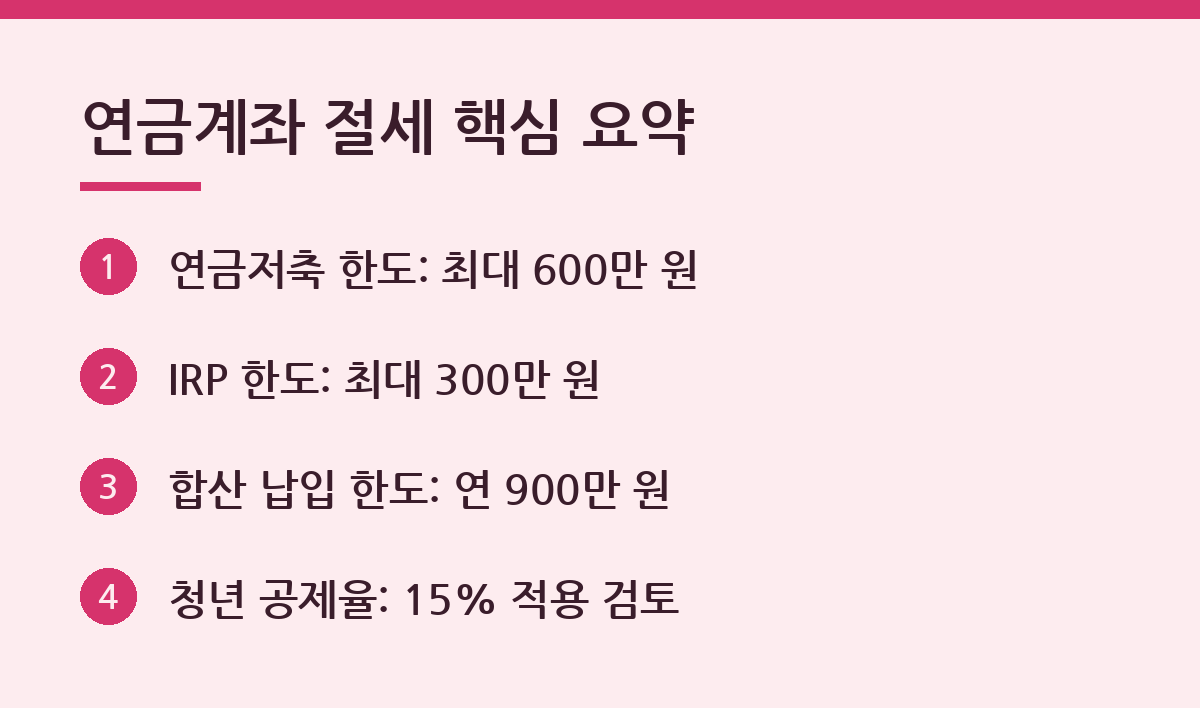 연금계좌 절세 핵심 요약
1 연금저축 한도: 최대 600만 원
2 IRP 한도: 최대 300만 원
3 합산 납입 한도: 연 900만 원
4 청년 공제율: 15% 적용 검토